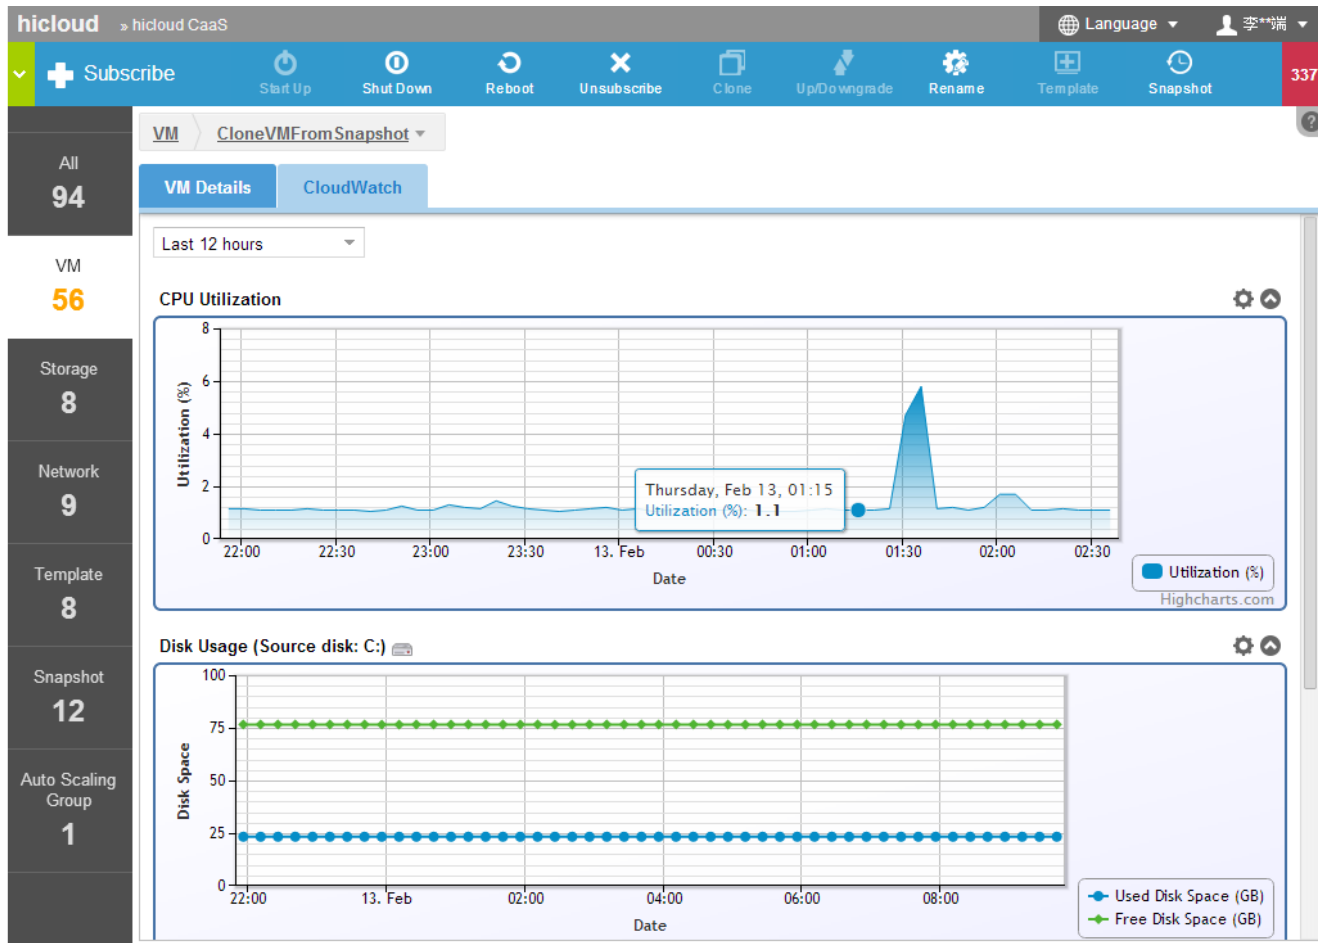 hicloud » hicloud CaaS Language 李**端
Subscribe Start Up Shut Down Reboot Unsubscribe Clone Up/Downgrade Rename Template Snapshot 337
VM CloneVMFromSnapshot
?
All
94
VM
56
Storage
8
Network
9
Template
8
Snapshot
12
Auto Scaling
Group
1
VM Details CloudWatch
Last 12 hours
CPU Utilization
8
6
4
2
0
Utilization (%)
Thursday, Feb 13, 01:15
Utilization (%): 1.1
22:00 22:30 23:00 23:30 13. Feb 00:30 01:00 01:30 02:00 02:30
Date
Utilization (%)
Highcharts.com
Disk Usage (Source disk: C:)
100
75
50
25
0
Disk Space
22:00 13. Feb 02:00 04:00 06:00 08:00
Date
Used Disk Space (GB)
Free Disk Space (GB)